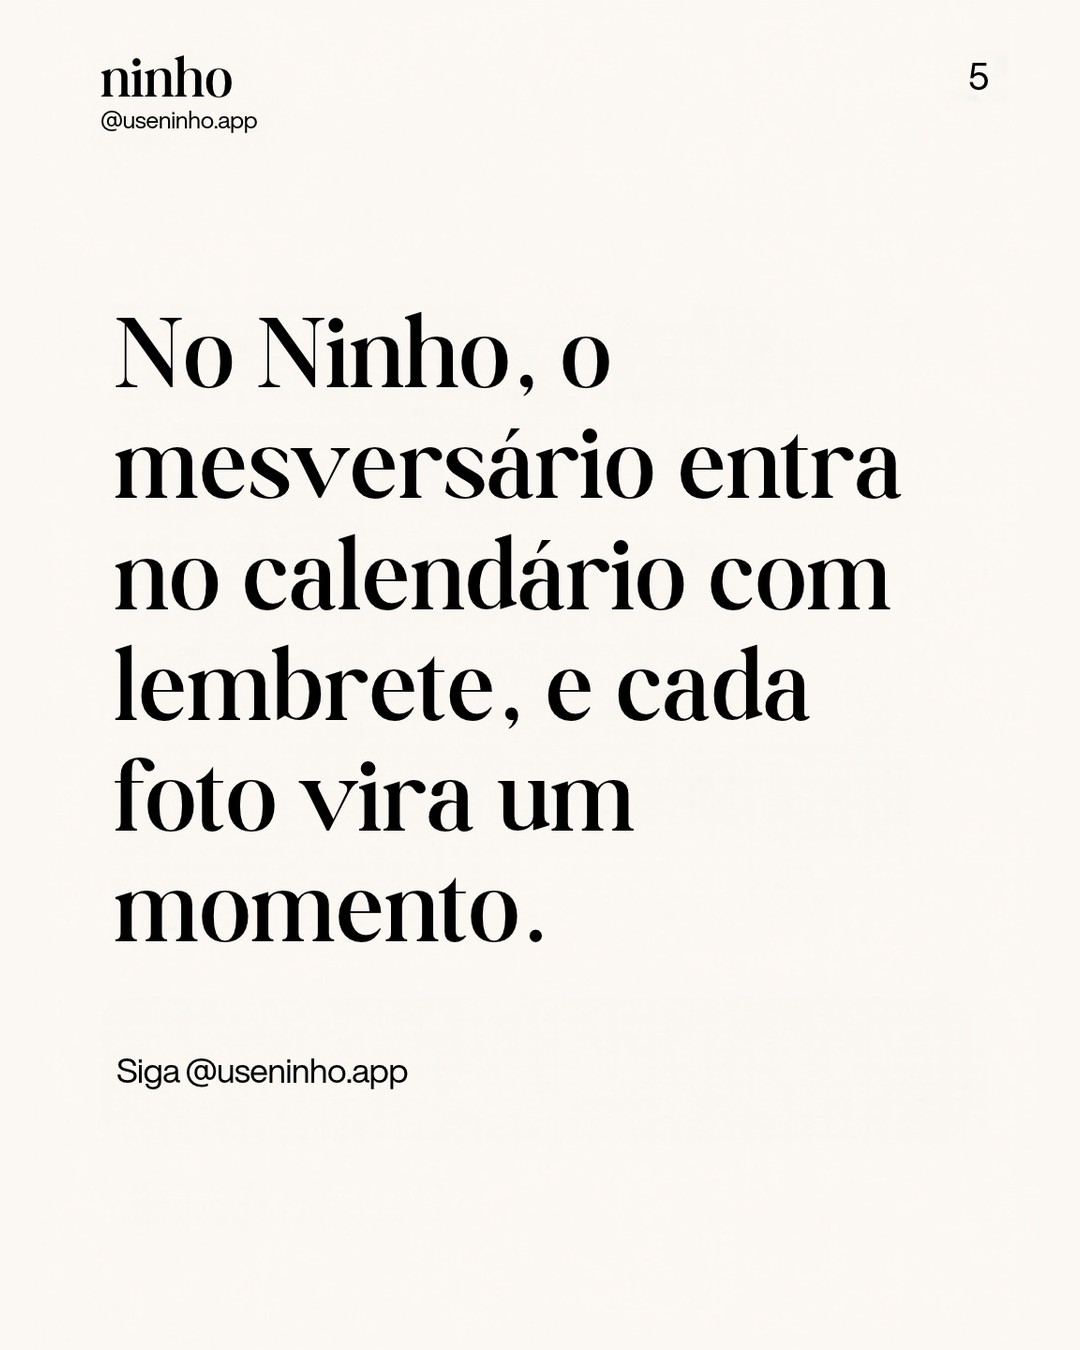 ninho
@useninho.app
5
No Ninho, o
mesversário entra
no calendário com
lembrete, e cada
foto vira um
momento.
Siga @useninho.app